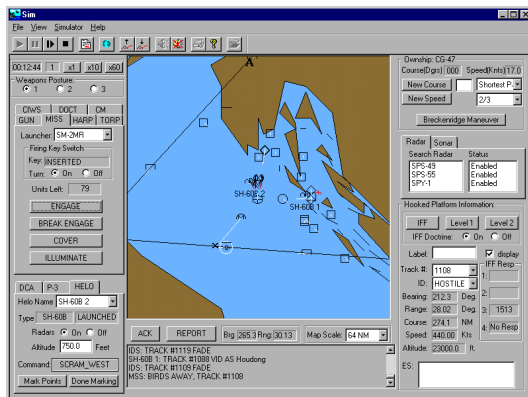 Sim
File View Simulator Help
00:12:44 1 x1 x10 x60
Weapons Posture:
1 2 3
CIWS DOCT CM
GUN MISS HARP TORP
Launcher: SM-2MR
Firing Key Switch
Key: INSERTED
Turn: On Off
Units Left: 79
ENGAGE
BREAK ENGAGE
COVER
ILLUMINATE
DCA P-3 HELO
Helo Name SH-60B 2
Type SH-60B LAUNCHED
Radars On Off
Altitude 750.0 Feet
Command: SCRAM_WEST
Mark Points Done Marking
A
SH-60B 2
SH-60B 1
ACK REPORT Brg 265.3 Rng: 30.13 Map Scale: 64 NM
IDS: TRACK #1119 FADE
SH-60B 1: TRACK #1088 VID AS Houdong
IDS: TRACK #1109 FADE
MSS: BIRDS AWAY, TRACK #1108
Ownship: CG-47
Course(Dgrs) 000 Speed(Knts) 17.0
New Course Shortest P
New Speed 2/3
Breckenridge Maneuver
Radar Sonar
Search Radar Status
SPS-49 Enabled
SPS-55 Enabled
SPY-1 Enabled
Hooked Platform Information:
IFF Level 1 Level 2
IFF Doctrine: On Off
Label: display
Track #: 1108
ID: HOSTILE
Bearing: 212.3 Deg.
Range: 28.02 Deg.
Course: 274.1 NM
Speed: 440.00 Kts
Altitude: 23000.0 ft.
IFF Resp
1:
2:
3: 1513
4: No Resp
ES: